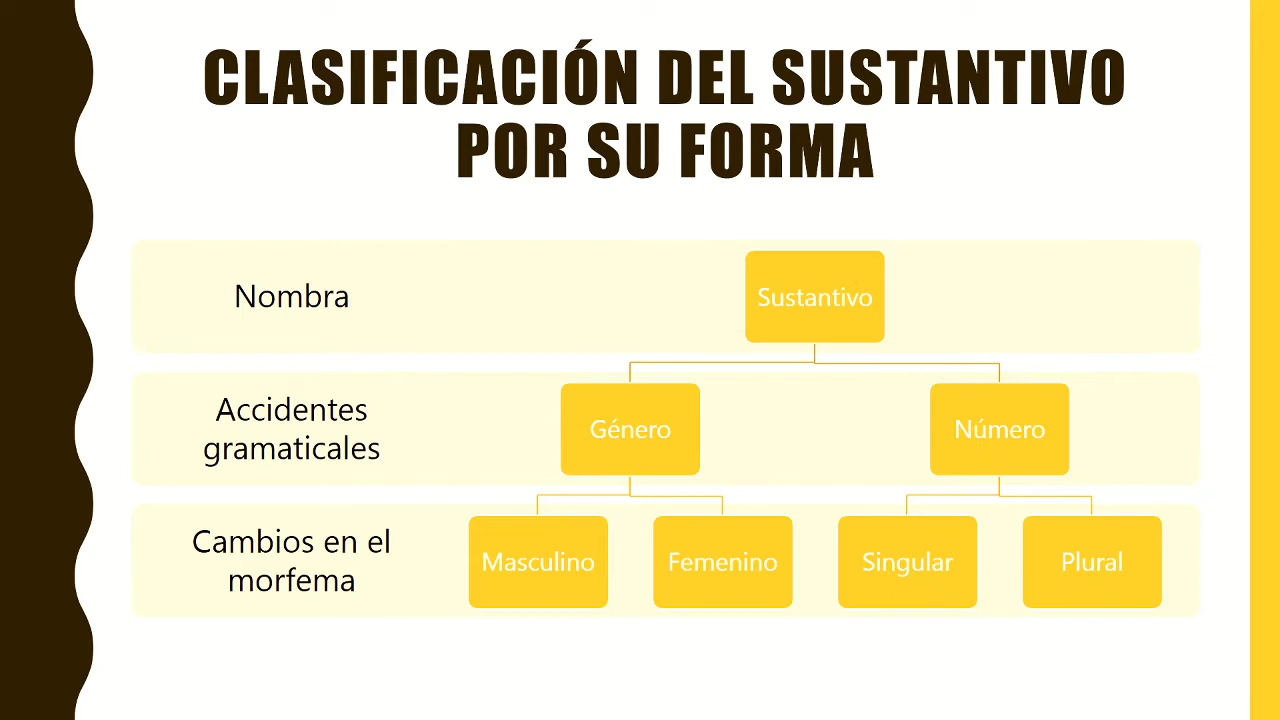 CLASIFICACIÓN DEL SUSTANTIVO
POR SU FORMA
Nombra
Sustantivo
Accidentes
gramaticales
Género
Número
Cambios en el
morfema
Masculino
Femenino
Singular
Plural